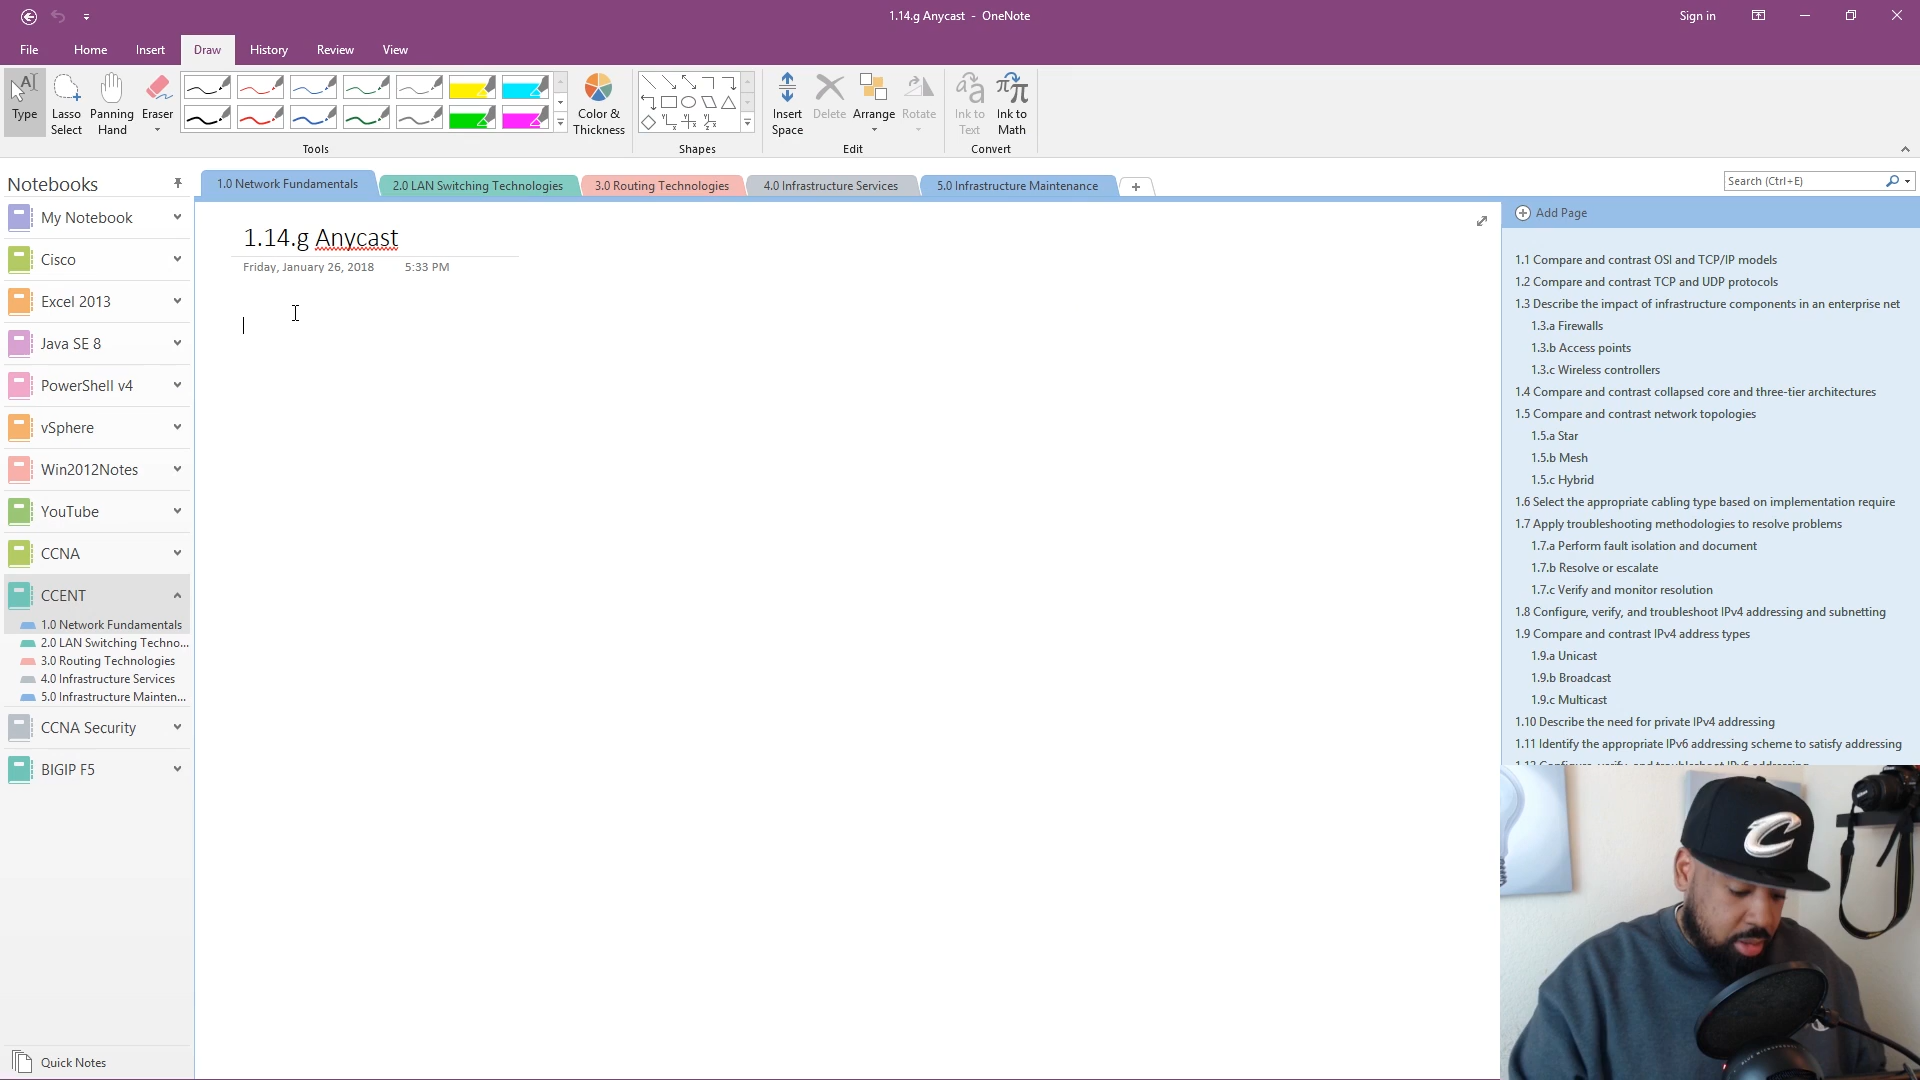 1.14.g Anycast - OneNote
Sign in
File Home Insert Draw History Review View
Type
Lasso Select
Panning Hand
Eraser
Color & Thickness
Insert Space
Delete
Arrange
Rotate
Ink to Text
Ink to Math
Tools
Shapes
Edit
Convert
Notebooks
1.0 Network Fundamentals
2.0 LAN Switching Technologies
3.0 Routing Technologies
4.0 Infrastructure Services
5.0 Infrastructure Maintenance
Search (Ctrl+E)
My Notebook
Cisco
Excel 2013
Java SE 8
PowerShell v4
vSphere
Win2012Notes
YouTube
CCNA
CCENT
1.0 Network Fundamentals
2.0 LAN Switching Techno...
3.0 Routing Technologies
4.0 Infrastructure Services
5.0 Infrastructure Mainten...
CCNA Security
BIGIP F5
Quick Notes
1.14.g Anycast
Friday, January 26, 2018 5:33 PM
Add Page
1.1 Compare and contrast OSI and TCP/IP models
1.2 Compare and contrast TCP and UDP protocols
1.3 Describe the impact of infrastructure components in an enterprise net
1.3.a Firewalls
1.3.b Access points
1.3.c Wireless controllers
1.4 Compare and contrast collapsed core and three-tier architectures
1.5 Compare and contrast network topologies
1.5.a Star
1.5.b Mesh
1.5.c Hybrid
1.6 Select the appropriate cabling type based on implementation require
1.7 Apply troubleshooting methodologies to resolve problems
1.7.a Perform fault isolation and document
1.7.b Resolve or escalate
1.7.c Verify and monitor resolution
1.8 Configure, verify, and troubleshoot IPv4 addressing and subnetting
1.9 Compare and contrast IPv4 address types
1.9.a Unicast
1.9.b Broadcast
1.9.c Multicast
1.10 Describe the need for private IPv4 addressing
1.11 Identify the appropriate IPv6 addressing scheme to satisfy addressing
1.12 Configure, verify, and troubleshoot IPv6 addressing
C